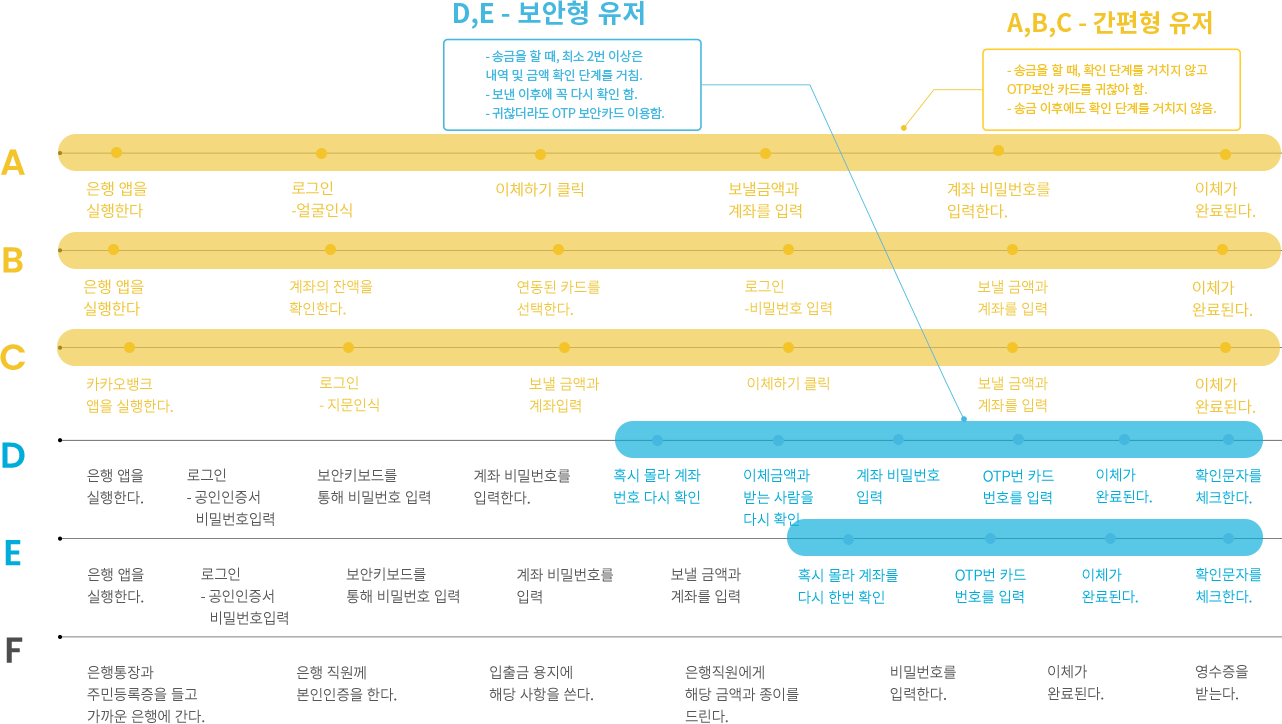 D,E - 보안형 유저
- 송금을 할 때, 최소 2번 이상은
내역 및 금액 확인 단계를 거침.
- 보낸 이후에 꼭 다시 확인 함.
- 귀찮더라도 OTP 보안카드 이용함.
A,B,C - 간편형 유저
- 송금을 할 때, 확인 단계를 거치지 않고
OTP보안 카드를 귀찮아 함.
- 송금 이후에도 확인 단계를 거치지 않음.
A
은행 앱을
실행한다
로그인
-얼굴인식
이체하기 클릭
보낼금액과
계좌를 입력
계좌 비밀번호를
입력한다.
이체가
완료된다.
B
은행 앱을
실행한다
계좌의 잔액을
확인한다.
연동된 카드를
선택한다.
로그인
-비밀번호 입력
보낼 금액과
계좌를 입력
이체가
완료된다.
C
카카오뱅크
앱을 실행한다.
로그인
- 지문인식
보낼 금액과
계좌입력
이체하기 클릭
보낼 금액과
계좌를 입력
이체가
완료된다.
D
은행 앱을
실행한다.
로그인
- 공인인증서
비밀번호입력
보안키보드를
통해 비밀번호 입력
계좌 비밀번호를
입력한다.
혹시 몰라 계좌
번호 다시 확인
이체금액과
받는 사람을
다시 확인
계좌 비밀번호
입력
OTP번 카드
번호를 입력
이체가
완료된다.
확인문자를
체크한다.
E
은행 앱을
실행한다.
로그인
- 공인인증서
비밀번호입력
보안키보드를
통해 비밀번호 입력
계좌 비밀번호를
입력
보낼 금액과
계좌를 입력
혹시 몰라 계좌를
다시 한번 확인
OTP번 카드
번호를 입력
이체가
완료된다.
확인문자를
체크한다.
F
은행통장과
주민등록증을 들고
가까운 은행에 간다.
은행 직원께
본인인증을 한다.
입출금 용지에
해당 사항을 쓴다.
은행직원에게
해당 금액과 종이를
드린다.
비밀번호를
입력한다.
이체가
완료된다.
영수증을
받는다.